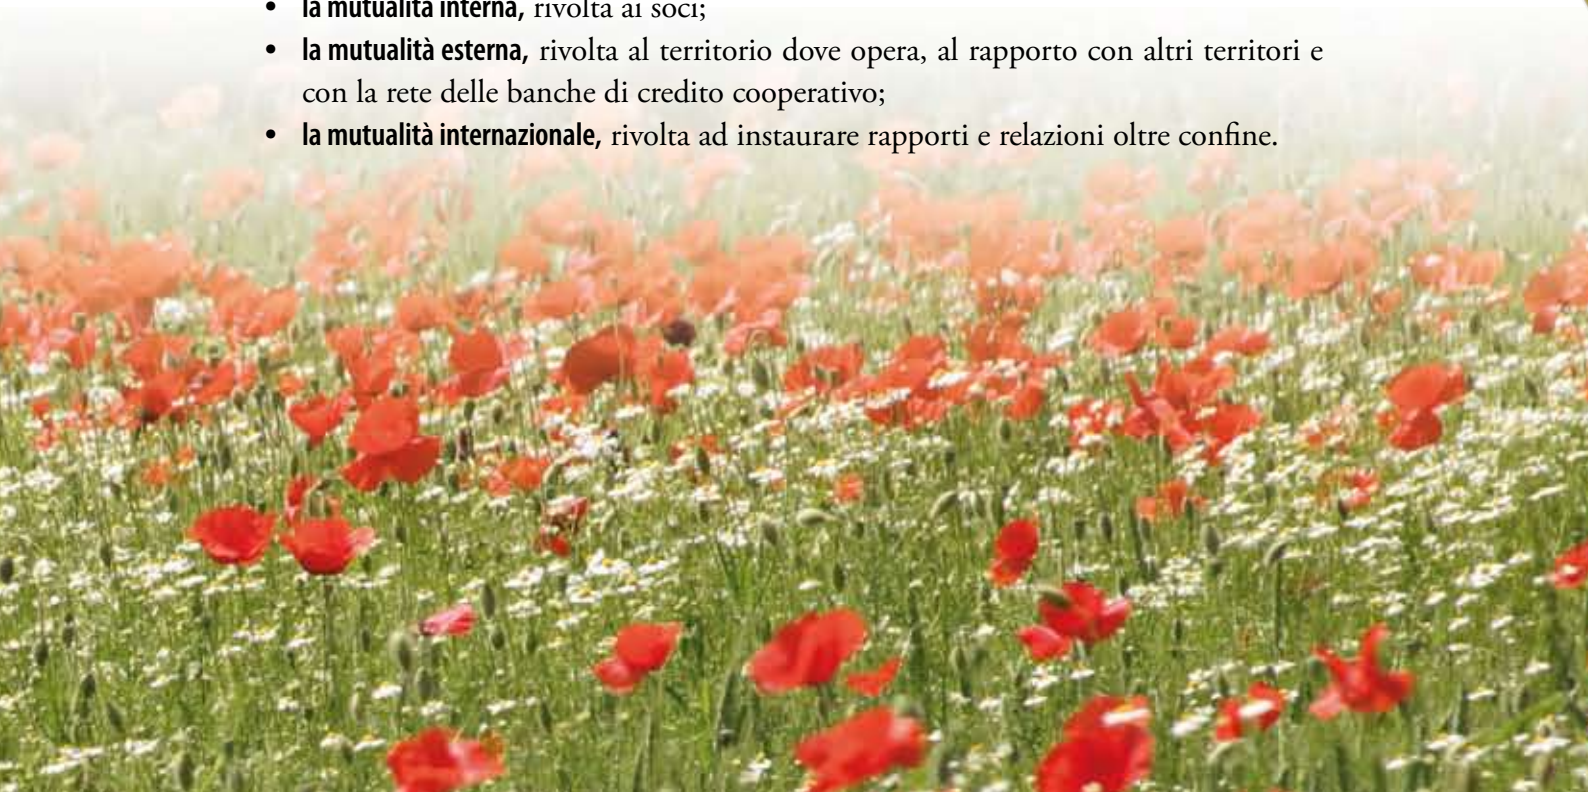 • la mutualità interna, rivolta ai soci;
• la mutualità esterna, rivolta al territorio dove opera, al rapporto con altri territori e
con la rete delle banche di credito cooperativo;
• la mutualità internazionale, rivolta ad instaurare rapporti e relazioni oltre confine.